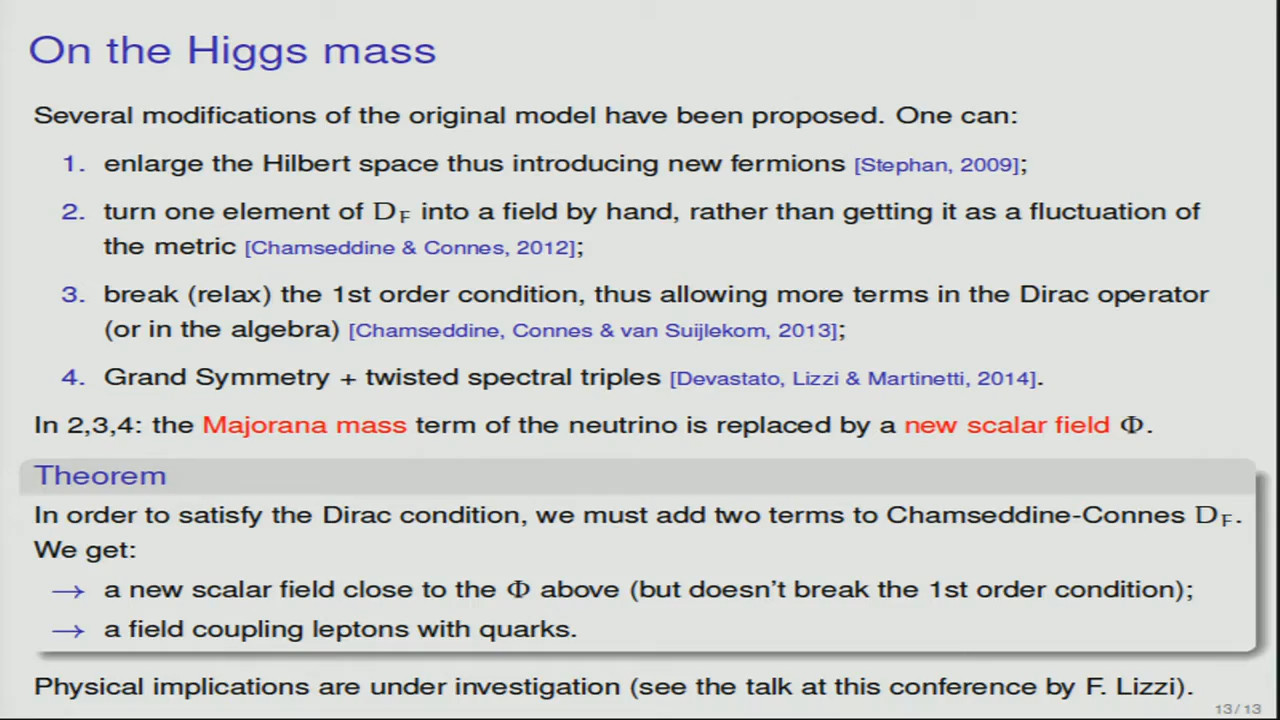 On the Higgs mass
Several modifications of the original model have been proposed. One can:
1. enlarge the Hilbert space thus introducing new fermions [Stephan, 2009];
2. turn one element of D_F into a field by hand, rather than getting it as a fluctuation of
the metric [Chamseddine & Connes, 2012];
3. break (relax) the 1st order condition, thus allowing more terms in the Dirac operator
(or in the algebra) [Chamseddine, Connes & van Suijlekom, 2013];
4. Grand Symmetry + twisted spectral triples [Devastato, Lizzi & Martinetti, 2014].
In 2,3,4: the Majorana mass term of the neutrino is replaced by a new scalar field Φ.
Theorem
In order to satisfy the Dirac condition, we must add two terms to Chamseddine-Connes D_F.
We get:
→ a new scalar field close to the Φ above (but doesn't break the 1st order condition);
→ a field coupling leptons with quarks.
Physical implications are under investigation (see the talk at this conference by F. Lizzi).
13/13